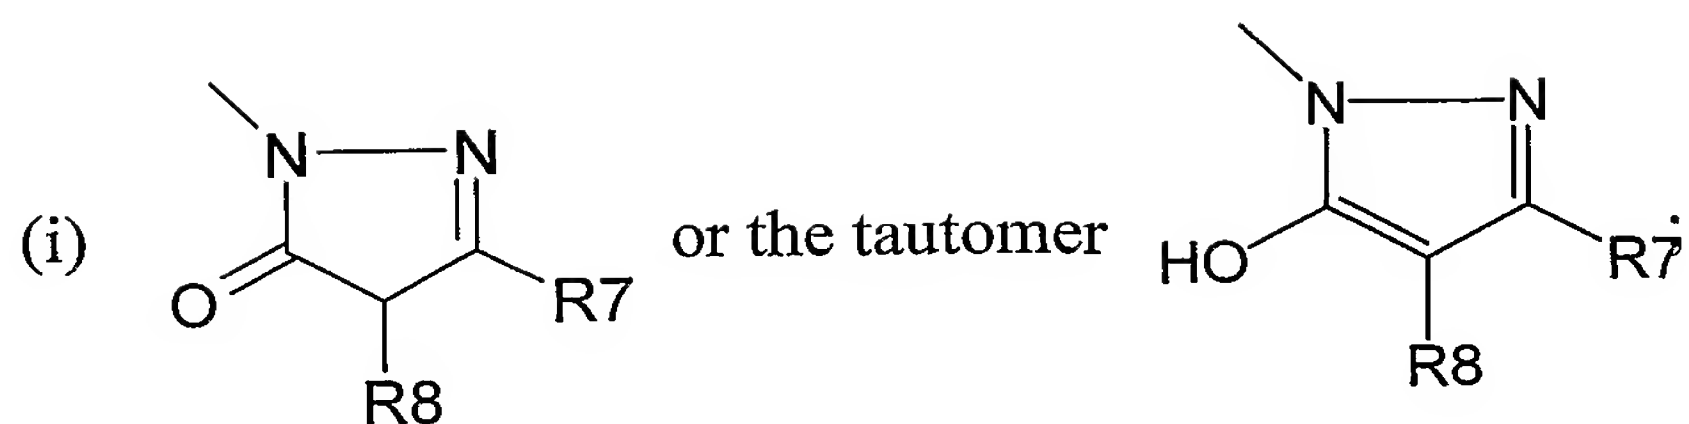 (i) N N O R7 R8 or the tautomer N N HO R7; R8